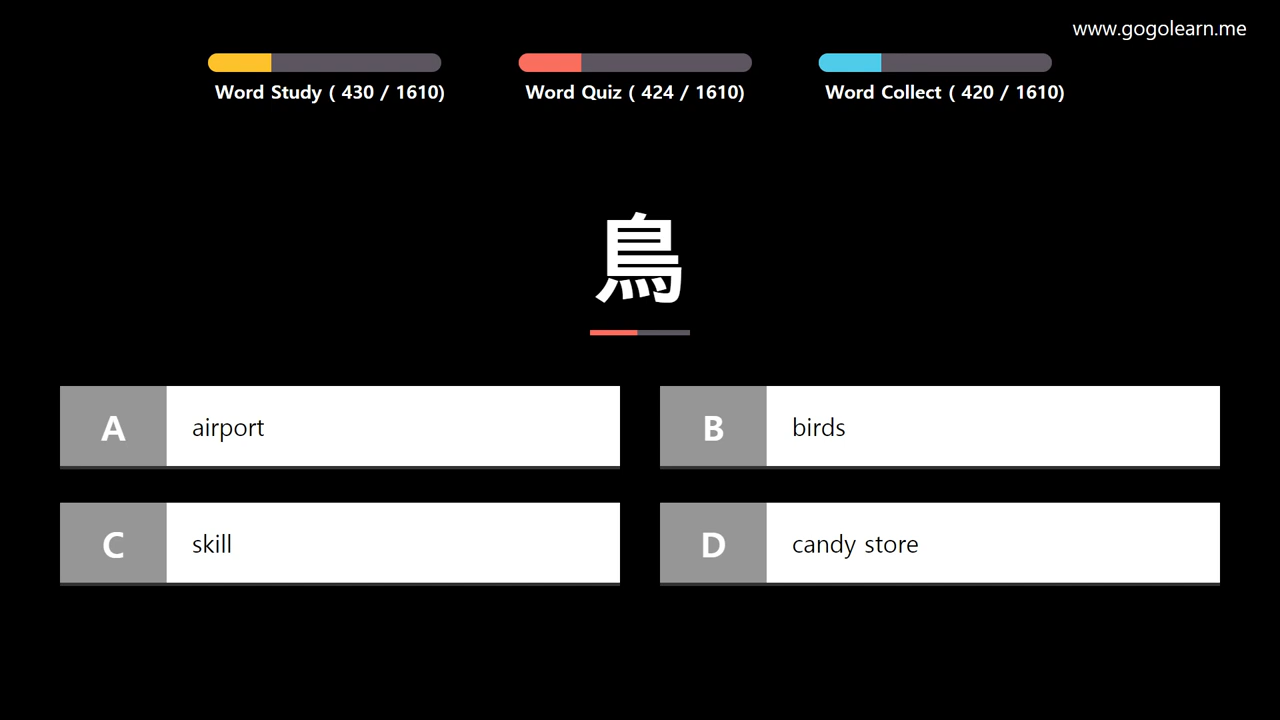 www.gogolearn.me
Word Study ( 430 / 1610)
Word Quiz ( 424 / 1610)
Word Collect ( 420 / 1610)
鳥
A airport
B birds
C skill
D candy store